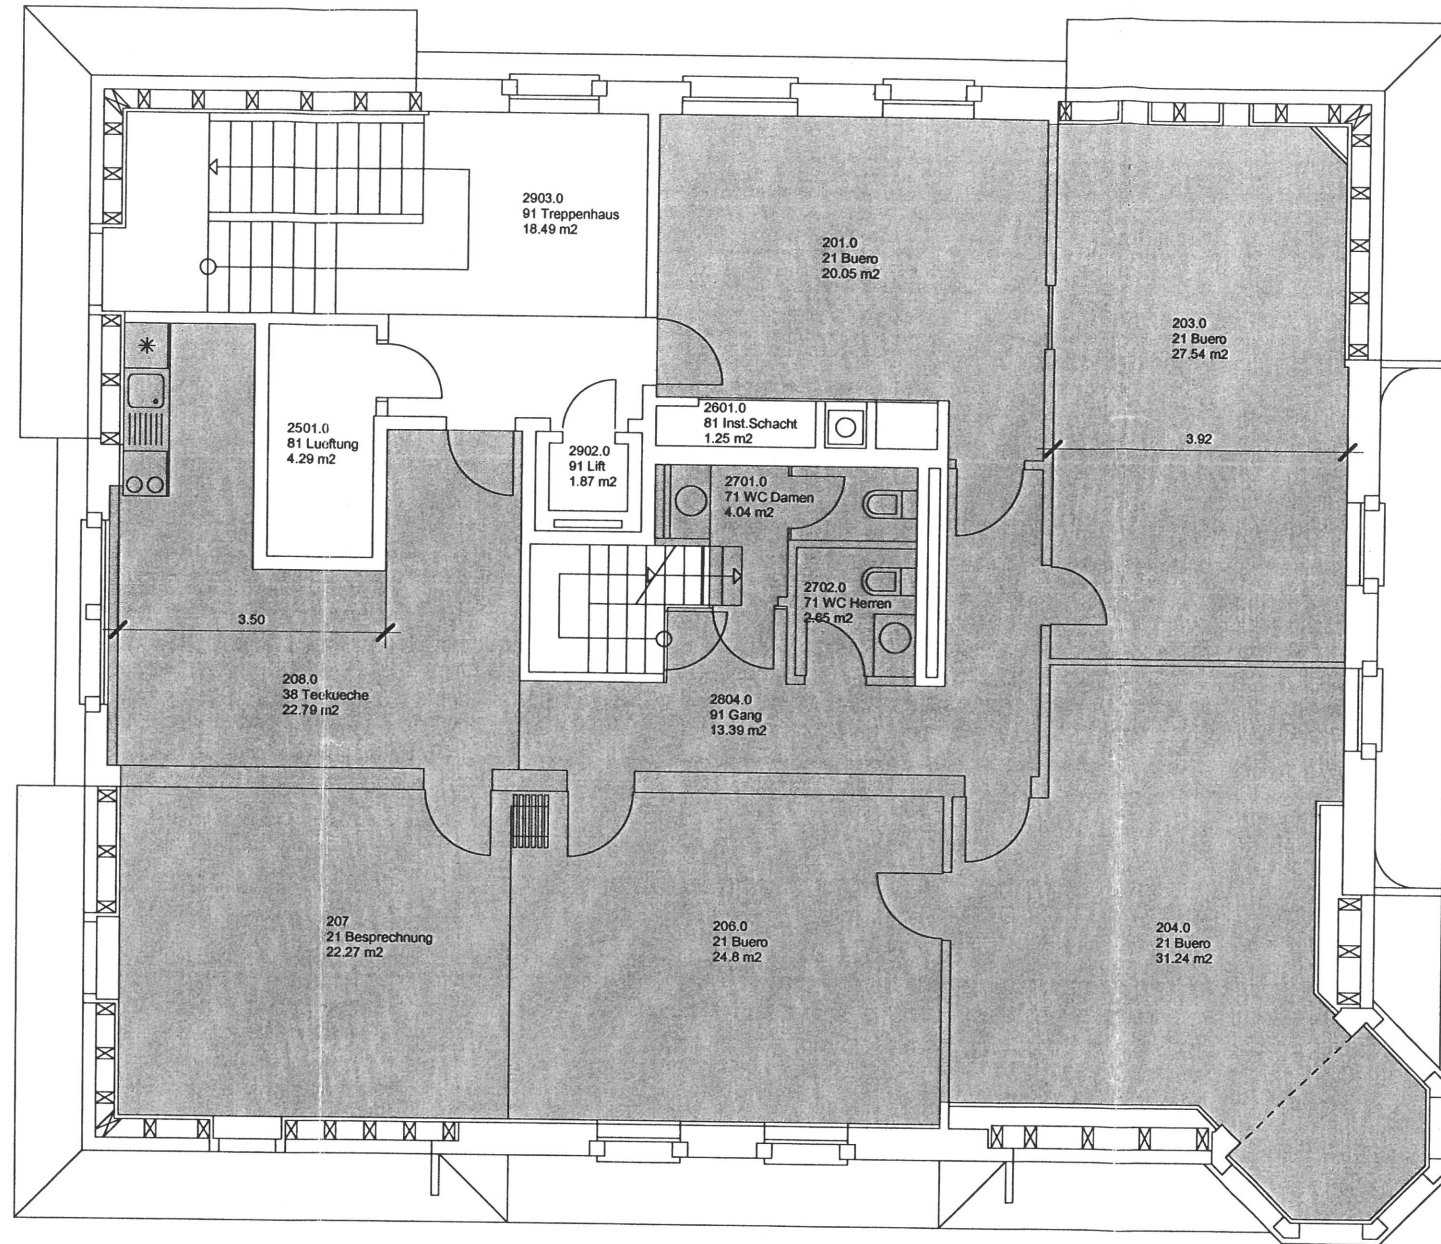 2903.0
91 Treppenhaus
18.49 m2
201.0
21 Buero
20.05 m2
203.0
21 Buero
27.54 m2
2501.0
81 Lueftung
4.29 m2
2902.0
91 Lift
1.87 m2
2601.0
81 Inst.Schacht
1.25 m2
3.92
2701.0
71 WC Damen
4.04 m2
2702.0
71 WC Herren
2.65 m2
3.50
208.0
38 Teekueche
22.79 m2
2804.0
91 Gang
13.39 m2
207
21 Besprechnung
22.27 m2
206.0
21 Buero
24.8 m2
204.0
21 Buero
31.24 m2